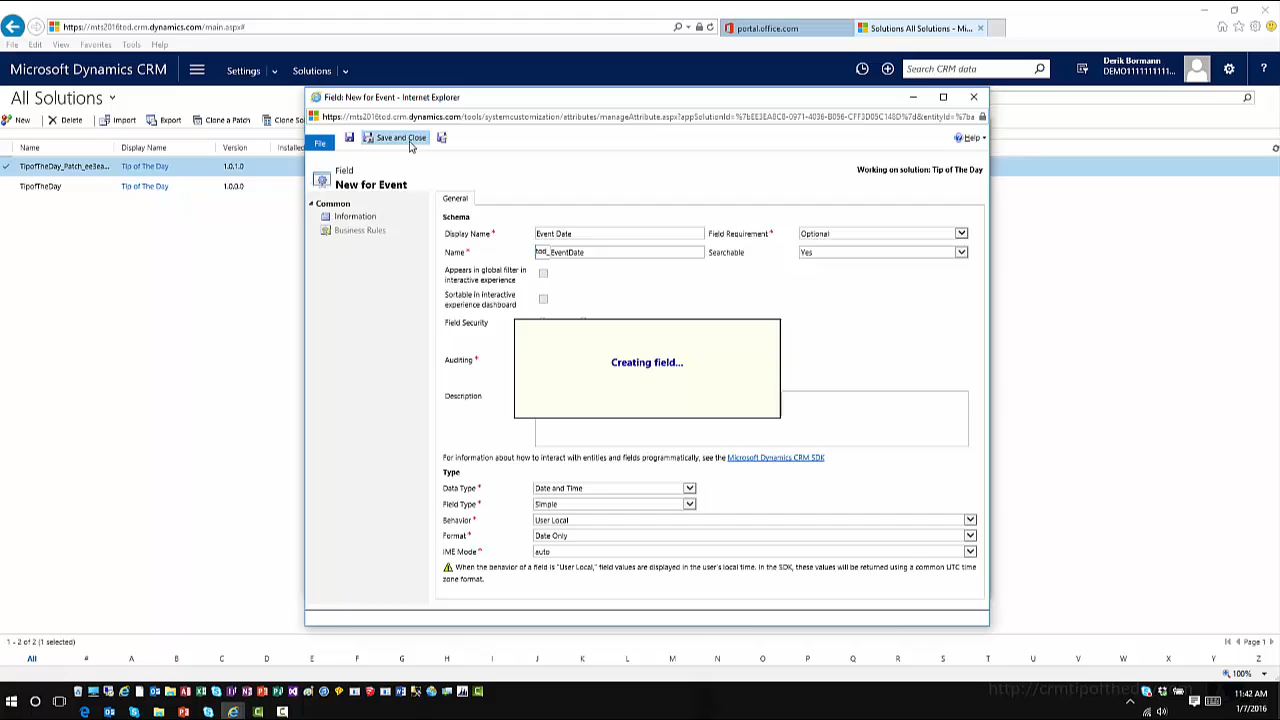 https://mts2016tod.crm.dynamics.com/main.aspx#
portal.office.com
Solutions All Solutions - Mi...
File Edit View Favorites Tools Help
Microsoft Dynamics CRM
Settings
Solutions
Search CRM data
Derik Bormann
DEMO1111111111...
?
All Solutions
New Delete Import Export Clone a Patch Clone So
Name Display Name Version Installed
TipofTheDay_Patch_ee3ea... Tip of The Day 1.0.1.0
TipofTheDay Tip of The Day 1.0.0.0
Field: New for Event - Internet Explorer
Save and Close
File
Help
Field
New for Event
Working on solution: Tip of The Day
Common
Information
Business Rules
General
Schema
Display Name * Event Date Field Requirement * Optional
Name * tod_EventDate Searchable Yes
Appears in global filter in
interactive experience
Sortable in interactive
experience dashboard
Field Security
Auditing *
Creating field...
Description
For information about how to interact with entities and fields programmatically, see the Microsoft Dynamics CRM SDK
Type
Data Type * Date and Time
Field Type * Simple
Behavior * User Local
Format * Date Only
IME Mode * auto
When the behavior of a field is "User Local," field values are displayed in the user's local time. In the SDK, these values will be returned using a common UTC time
zone format.
1 - 2 of 2 (1 selected)
Page 1
All # A B C D E F G H I J K L M N O P Q R S T U V W X Y Z
100%
11:42 AM
1/7/2016